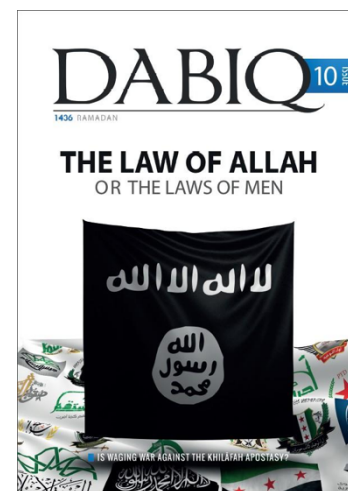 DABIQ
10
ISSUE
1436 RAMADAN
THE LAW OF ALLAH
OR THE LAWS OF MEN
لا اله الا الله
الله
رسول
محمد
IS WAGING WAR AGAINST THE KHILĀFAH APOSTASY?